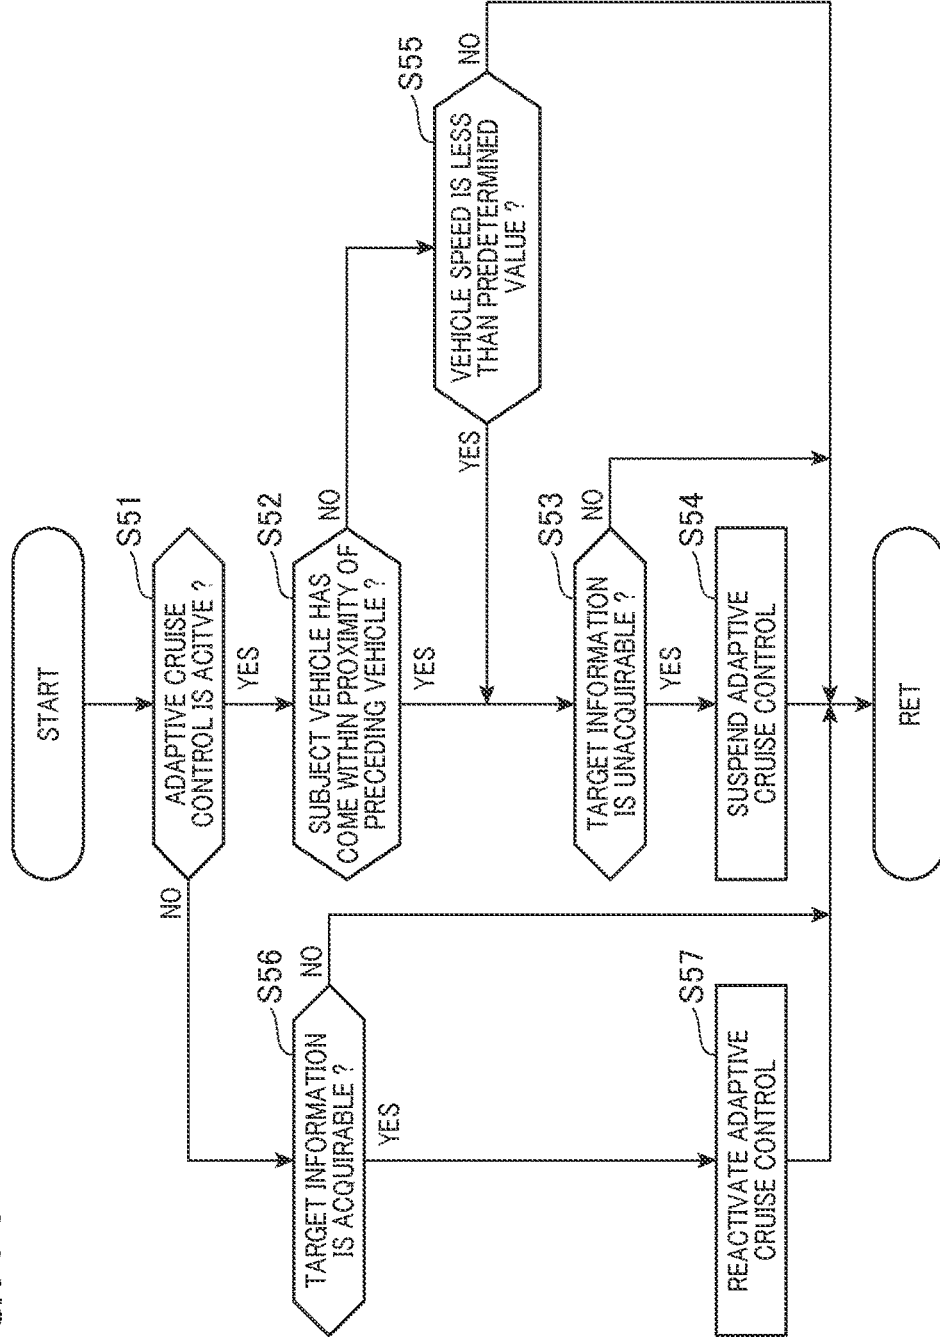 START
S51
ADAPTIVE CRUISE
CONTROL IS ACITVE ?
NO
YES
S52
SUBJECT VEHICLE HAS
COME WITHIN PROXIMITY OF
PRECEDING VEHICLE ?
NO
YES
S55
VEHICLE SPEED IS LESS
THAN PREDETERMINED
VALUE ?
NO
YES
S56
TARGET INFORMATION
IS ACQUIRABLE ?
NO
YES
S53
TARGET INFORMATION
IS UNACQUIRABLE ?
NO
YES
S54
SUSPEND ADAPTIVE
CRUISE CONTROL
S57
REACTIVATE ADAPTIVE
CRUISE CONTROL
RET